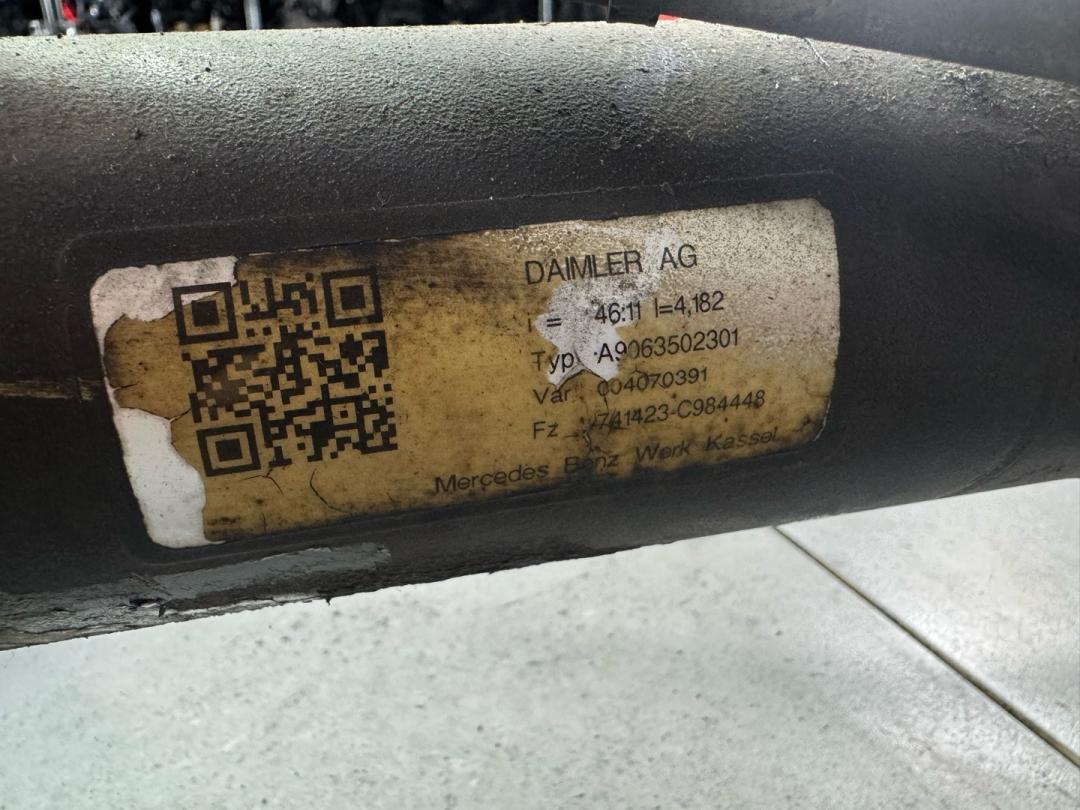 DAIMLER AG
i = 46:11 I=4,182
Typ A9063502301
Var. 004070391
Fz 741423-C984448
Mercedes Benz Werk Kassel